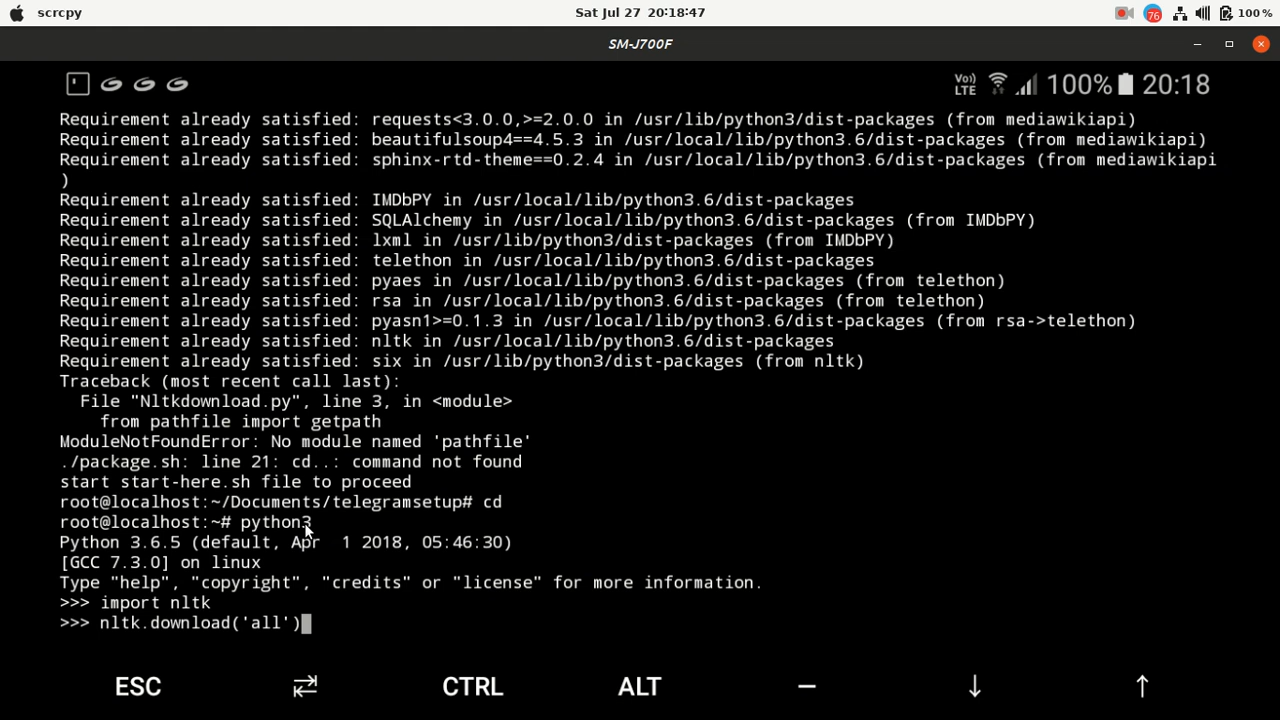 scrcpy
Sat Jul 27 20:18:47
76
100%
SM-J700F
Vo)) LTE
100%
20:18
Requirement already satisfied: requests<3.0.0,>=2.0.0 in /usr/lib/python3/dist-packages (from mediawikiapi)
Requirement already satisfied: beautifulsoup4==4.5.3 in /usr/local/lib/python3.6/dist-packages (from mediawikiapi)
Requirement already satisfied: sphinx-rtd-theme==0.2.4 in /usr/local/lib/python3.6/dist-packages (from mediawikiapi
)
Requirement already satisfied: IMDbPY in /usr/local/lib/python3.6/dist-packages
Requirement already satisfied: SQLAlchemy in /usr/local/lib/python3.6/dist-packages (from IMDbPY)
Requirement already satisfied: lxml in /usr/lib/python3/dist-packages (from IMDbPY)
Requirement already satisfied: telethon in /usr/local/lib/python3.6/dist-packages
Requirement already satisfied: pyaes in /usr/local/lib/python3.6/dist-packages (from telethon)
Requirement already satisfied: rsa in /usr/local/lib/python3.6/dist-packages (from telethon)
Requirement already satisfied: pyasn1>=0.1.3 in /usr/local/lib/python3.6/dist-packages (from rsa->telethon)
Requirement already satisfied: nltk in /usr/local/lib/python3.6/dist-packages
Requirement already satisfied: six in /usr/lib/python3/dist-packages (from nltk)
Traceback (most recent call last):
  File "Nltkdownload.py", line 3, in <module>
    from pathfile import getpath
ModuleNotFoundError: No module named 'pathfile'
./package.sh: line 21: cd..: command not found
start start-here.sh file to proceed
root@localhost:~/Documents/telegramsetup# cd
root@localhost:~# python3
Python 3.6.5 (default, Apr  1 2018, 05:46:30)
[GCC 7.3.0] on linux
Type "help", "copyright", "credits" or "license" for more information.
>>> import nltk
>>> nltk.download('all')
ESC
CTRL
ALT
—
↓
↑